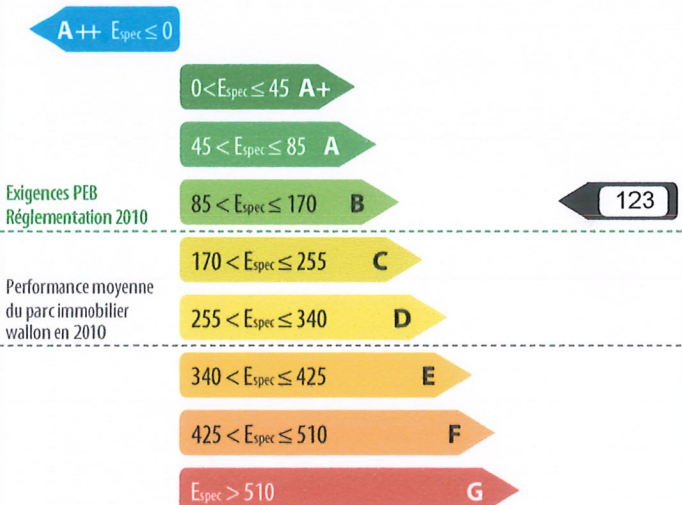 A++ Espec ≤ 0
0<Espec ≤ 45 A+
45 < Espec ≤ 85 A
Exigences PEB
Réglementation 2010
85 < Espec ≤ 170 B
123
170 < Espec ≤ 255 C
Performance moyenne
du parc immobilier
wallon en 2010
255 < Espec ≤ 340 D
340 < Espec ≤ 425 E
425 < Espec ≤ 510 F
Espec > 510 G